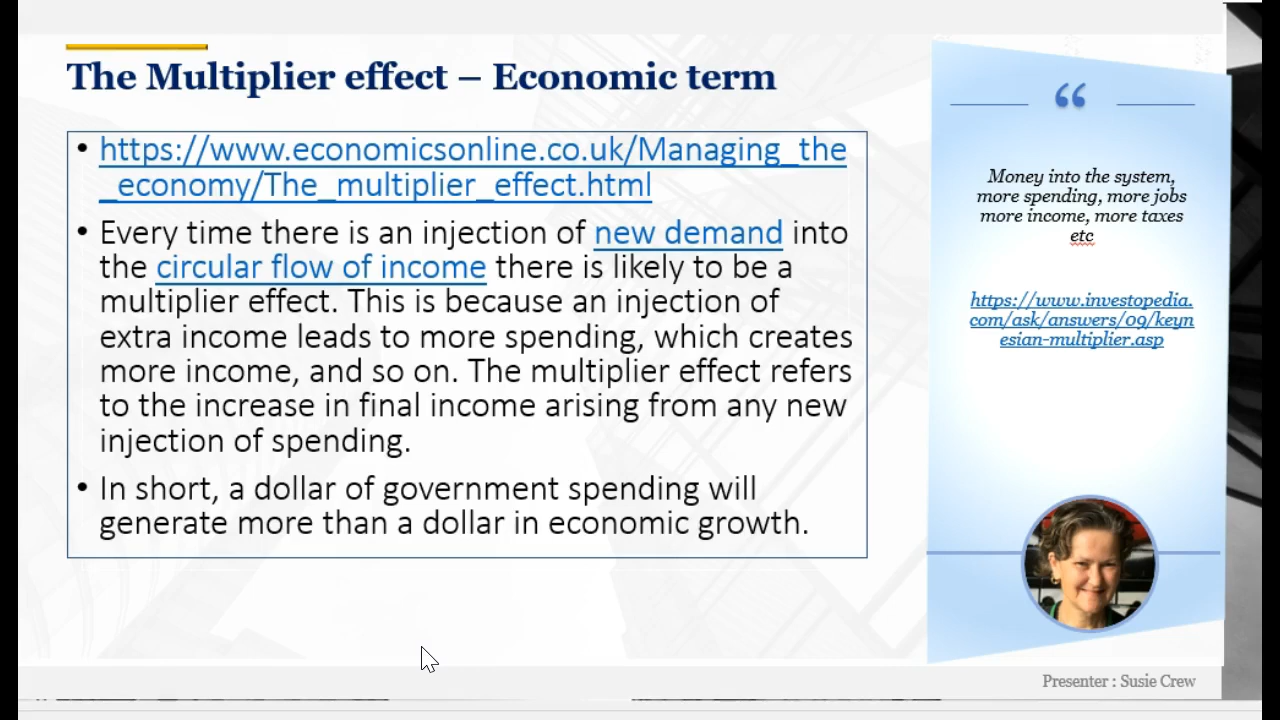 The Multiplier effect – Economic term
• https://www.economicsonline.co.uk/Managing_the
_economy/The_multiplier_effect.html
• Every time there is an injection of new demand into
the circular flow of income there is likely to be a
multiplier effect. This is because an injection of
extra income leads to more spending, which creates
more income, and so on. The multiplier effect refers
to the increase in final income arising from any new
injection of spending.
• In short, a dollar of government spending will
generate more than a dollar in economic growth.
“
Money into the system,
more spending, more jobs
more income, more taxes
etc
https://www.investopedia.
com/ask/answers/09/keyn
esian-multiplier.asp
Presenter : Susie Crew